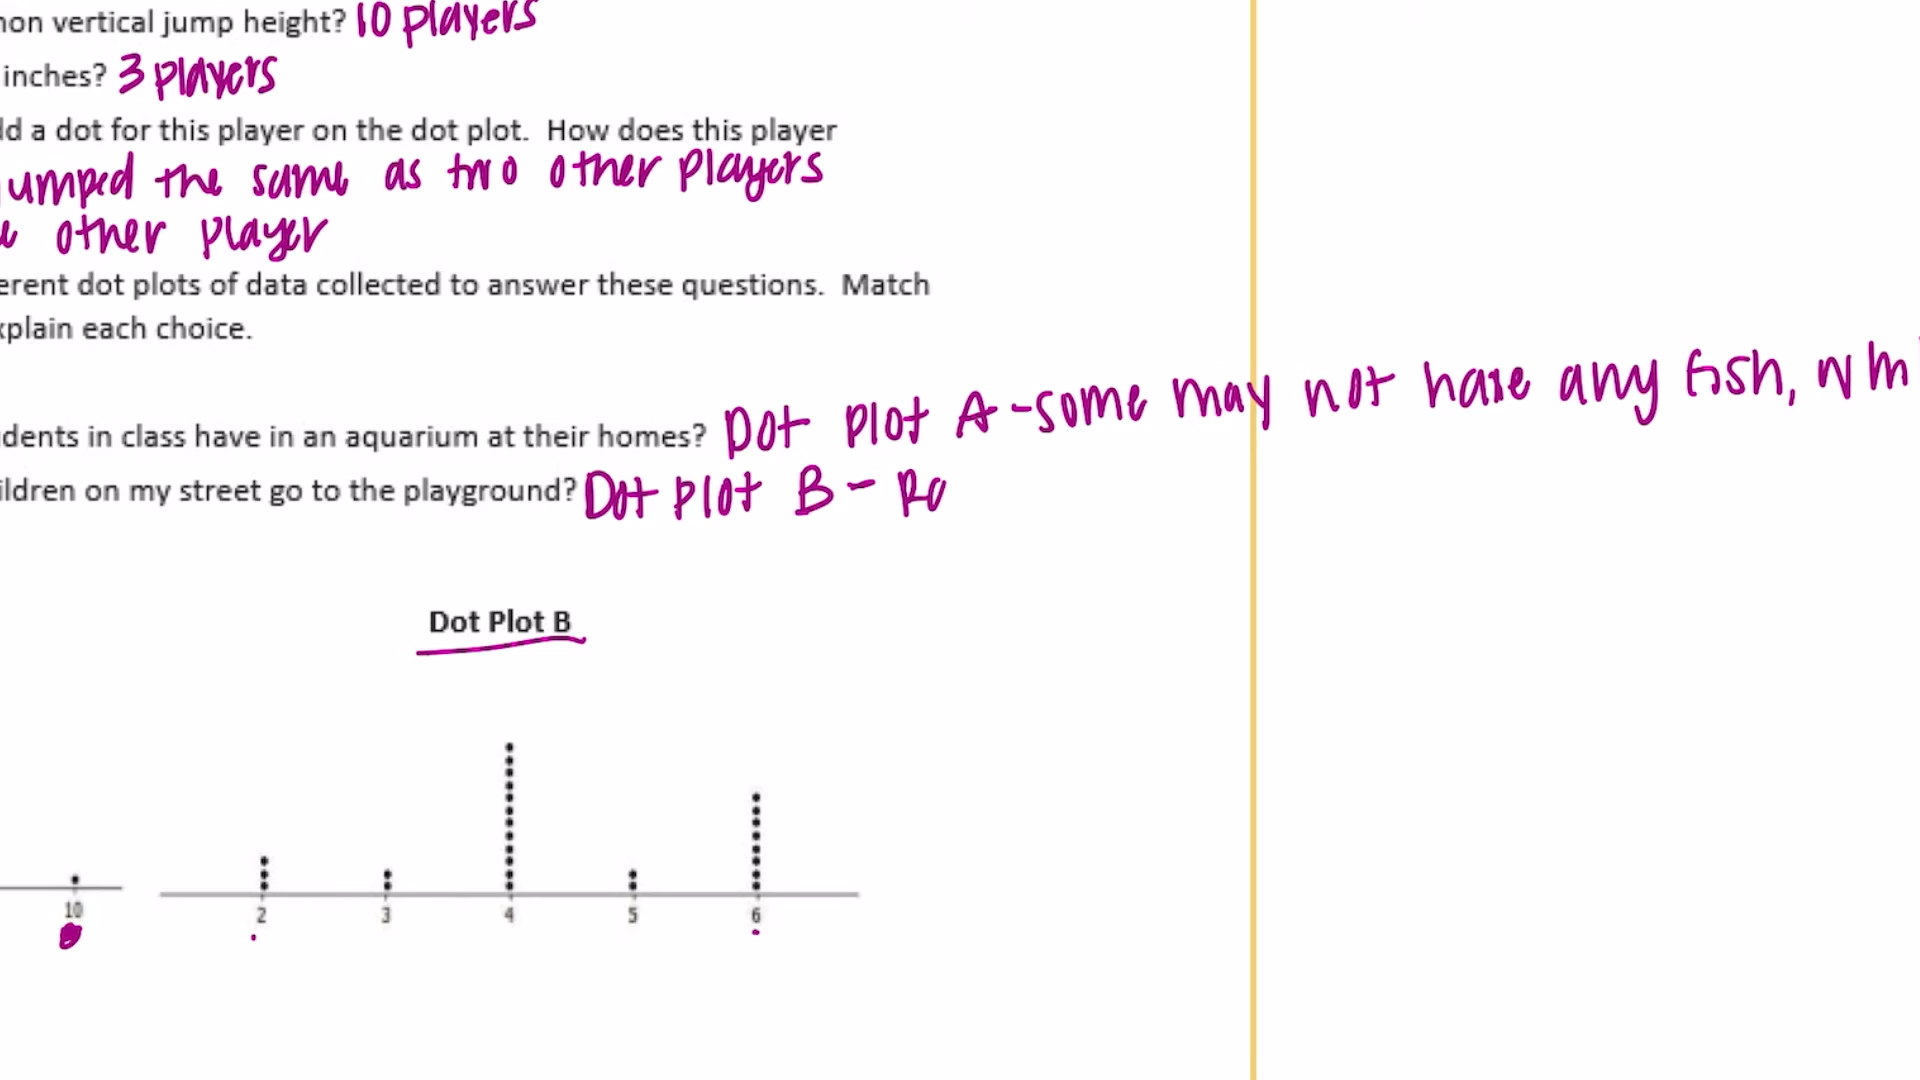 non vertical jump height? 10 players
inches? 3 players
dd a dot for this player on the dot plot. How does this player
umped the same as two other players
other player
erent dot plots of data collected to answer these questions. Match
xplain each choice.
dents in class have in an aquarium at their homes? Dot Plot A - some may not have any fish, wh
ildren on my street go to the playground? Dot Plot B - Ra
Dot Plot B
10 2 3 4 5 6